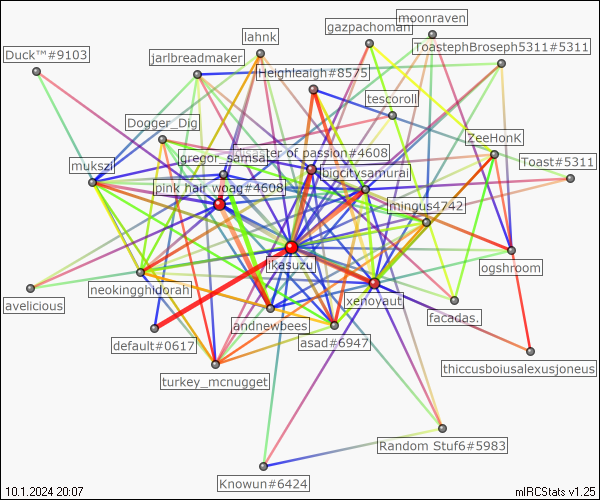 moonraven
gazpachoman
lahnk
ToastephBroseph5311#5311
Duck™#9103
jarlbreadmaker
Heighleigh#8575
tescoroll
Dogger_Dig
ZeeHonK
gregor_samsa
ster of passion#4608
Toast#5311
mukszi
bigcitysamurai
pink hair woag#4608
mingus4742
ikasuzu
ogshroom
neokingghidorah
xenoyaut
avelicious
facadas.
andnewbees
default#0617
asad#6947
thiccusboiusalexusjoneus
turkey_mcnugget
Random Stuf6#5983
Knowun#6424
10.1.2024 20:07
mIRCStats v1.25